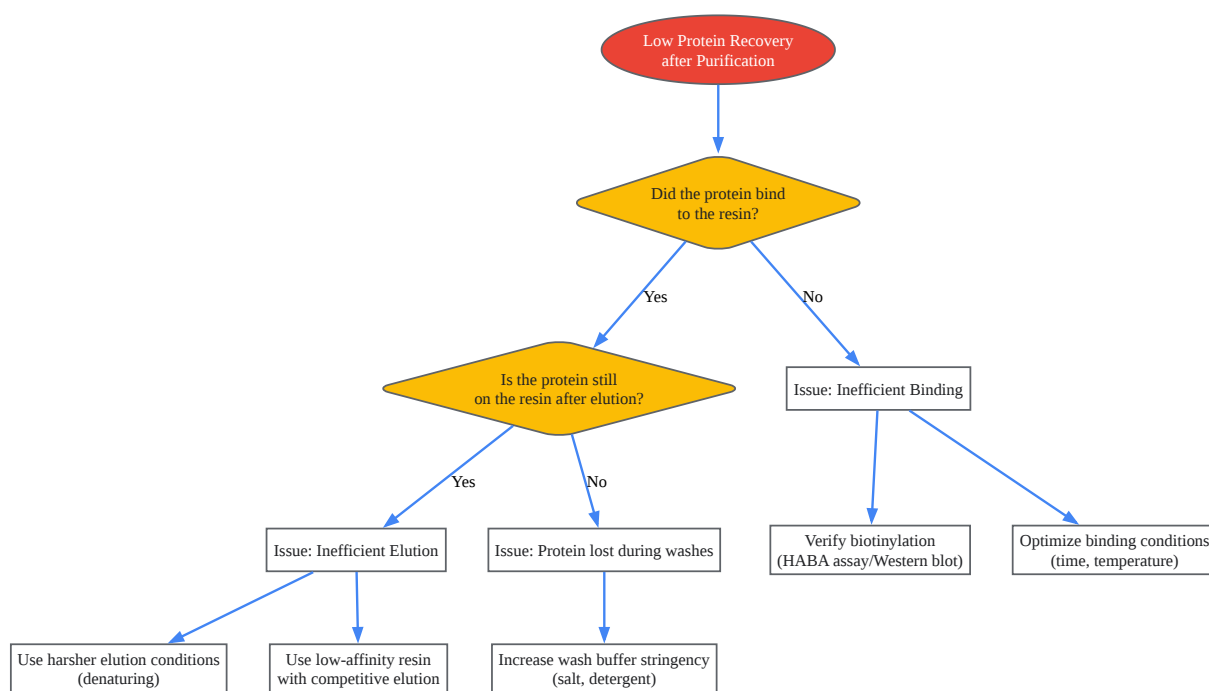 Low Protein Recovery
after Purification
Did the protein bind
to the resin?
Yes
No
Is the protein still
on the resin after elution?
Issue: Inefficient Binding
Yes
No
Issue: Inefficient Elution
Issue: Protein lost during washes
Verify biotinylation
(HABA assay/Western blot)
Optimize binding conditions
(time, temperature)
Use harsher elution conditions
(denaturing)
Use low-affinity resin
with competitive elution
Increase wash buffer stringency
(salt, detergent)